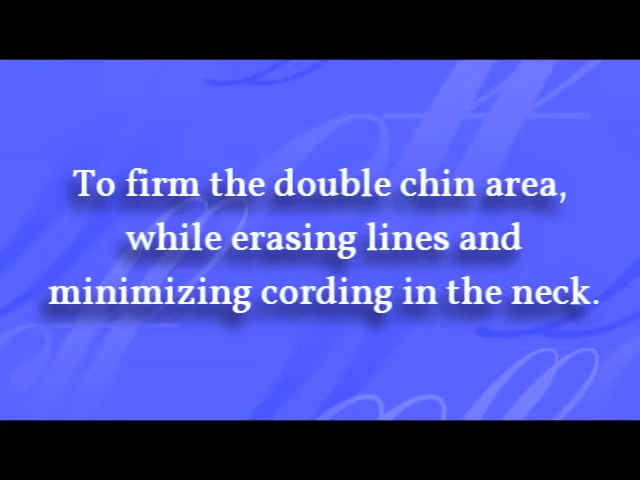 To firm the double chin area,
while erasing lines and
minimizing cording in the neck.